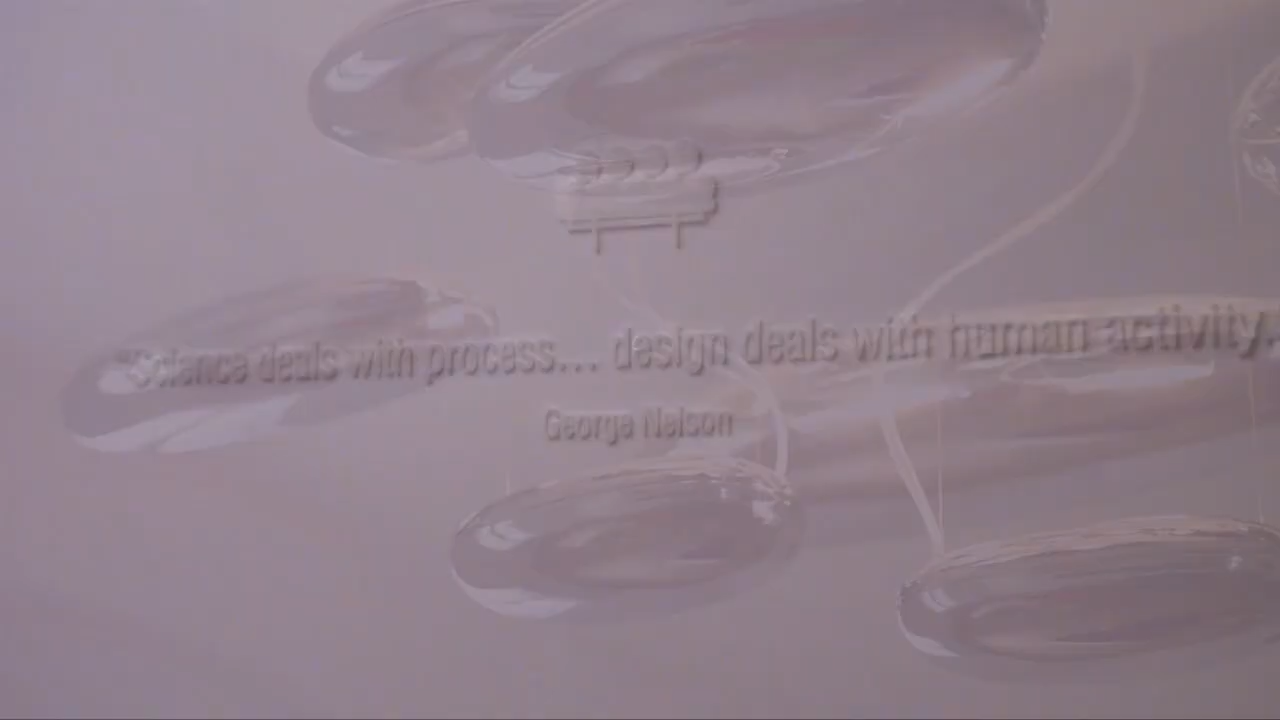 "Science deals with process... design deals with human activity.
George Nelson